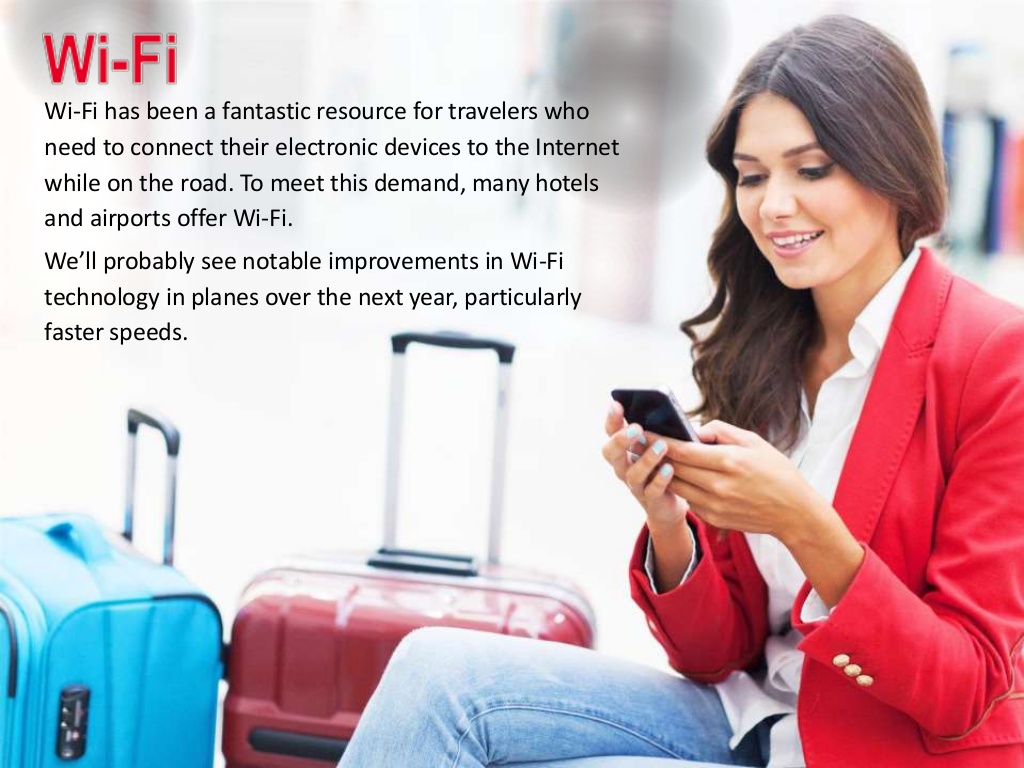 Wi-Fi
Wi-Fi has been a fantastic resource for travelers who
need to connect their electronic devices to the Internet
while on the road. To meet this demand, many hotels
and airports offer Wi-Fi.
We’ll probably see notable improvements in Wi-Fi
technology in planes over the next year, particularly
faster speeds.